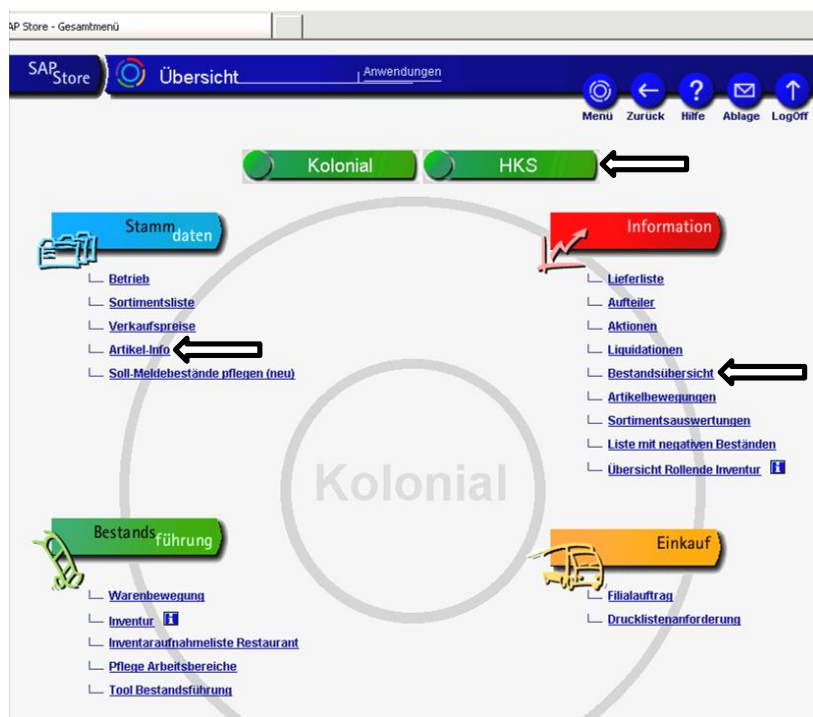 AP Store - Gesamtmenü
SAP Store Übersicht Anwendungen
Menü Zurück Hilfe Ablage LogOff
Kolonial HKS
Stammdaten
Betrieb
Sortimentsliste
Verkaufspreise
Artikel-Info
Soll-Meldebestände pflegen (neu)
Information
Lieferliste
Aufteiler
Aktionen
Liquidationen
Bestandsübersicht
Artikelbewegungen
Sortimentsauswertungen
Liste mit negativen Beständen
Übersicht Rollende Inventur
Kolonial
Bestandsführung
Warenbewegung
Inventur
Inventaraufnahmeliste Restaurant
Pflege Arbeitsbereiche
Tool Bestandsführung
Einkauf
Filialauftrag
Drucklistenanforderung